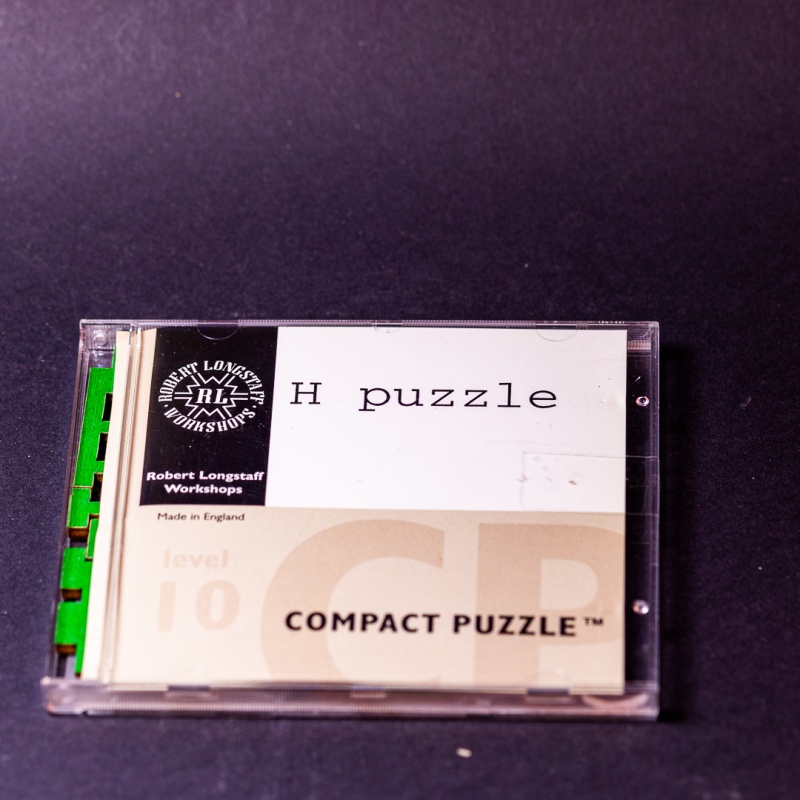 ROBERT LONGSTAFF
RL
· WORKSHOPS ·
H puzzle
Robert Longstaff
Workshops
Made in England
CP
level
10
COMPACT PUZZLE™